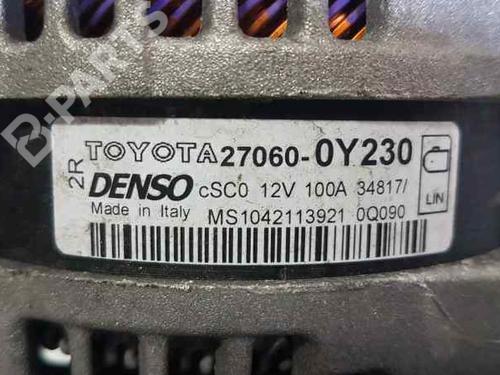 B-PARTS
2R TOYOTA 27060-0Y230
DENSO cSC0 12V 100A 34817/
Made in Italy MS1042113921 0Q090
LIN